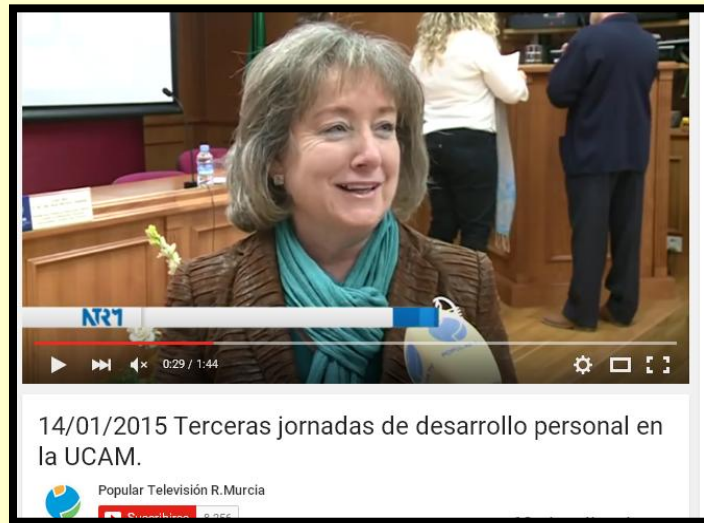 NTRM
0:29 / 1:44
14/01/2015 Terceras jornadas de desarrollo personal en
la UCAM.
Popular Televisión R.Murcia
Suscribirse 8.256